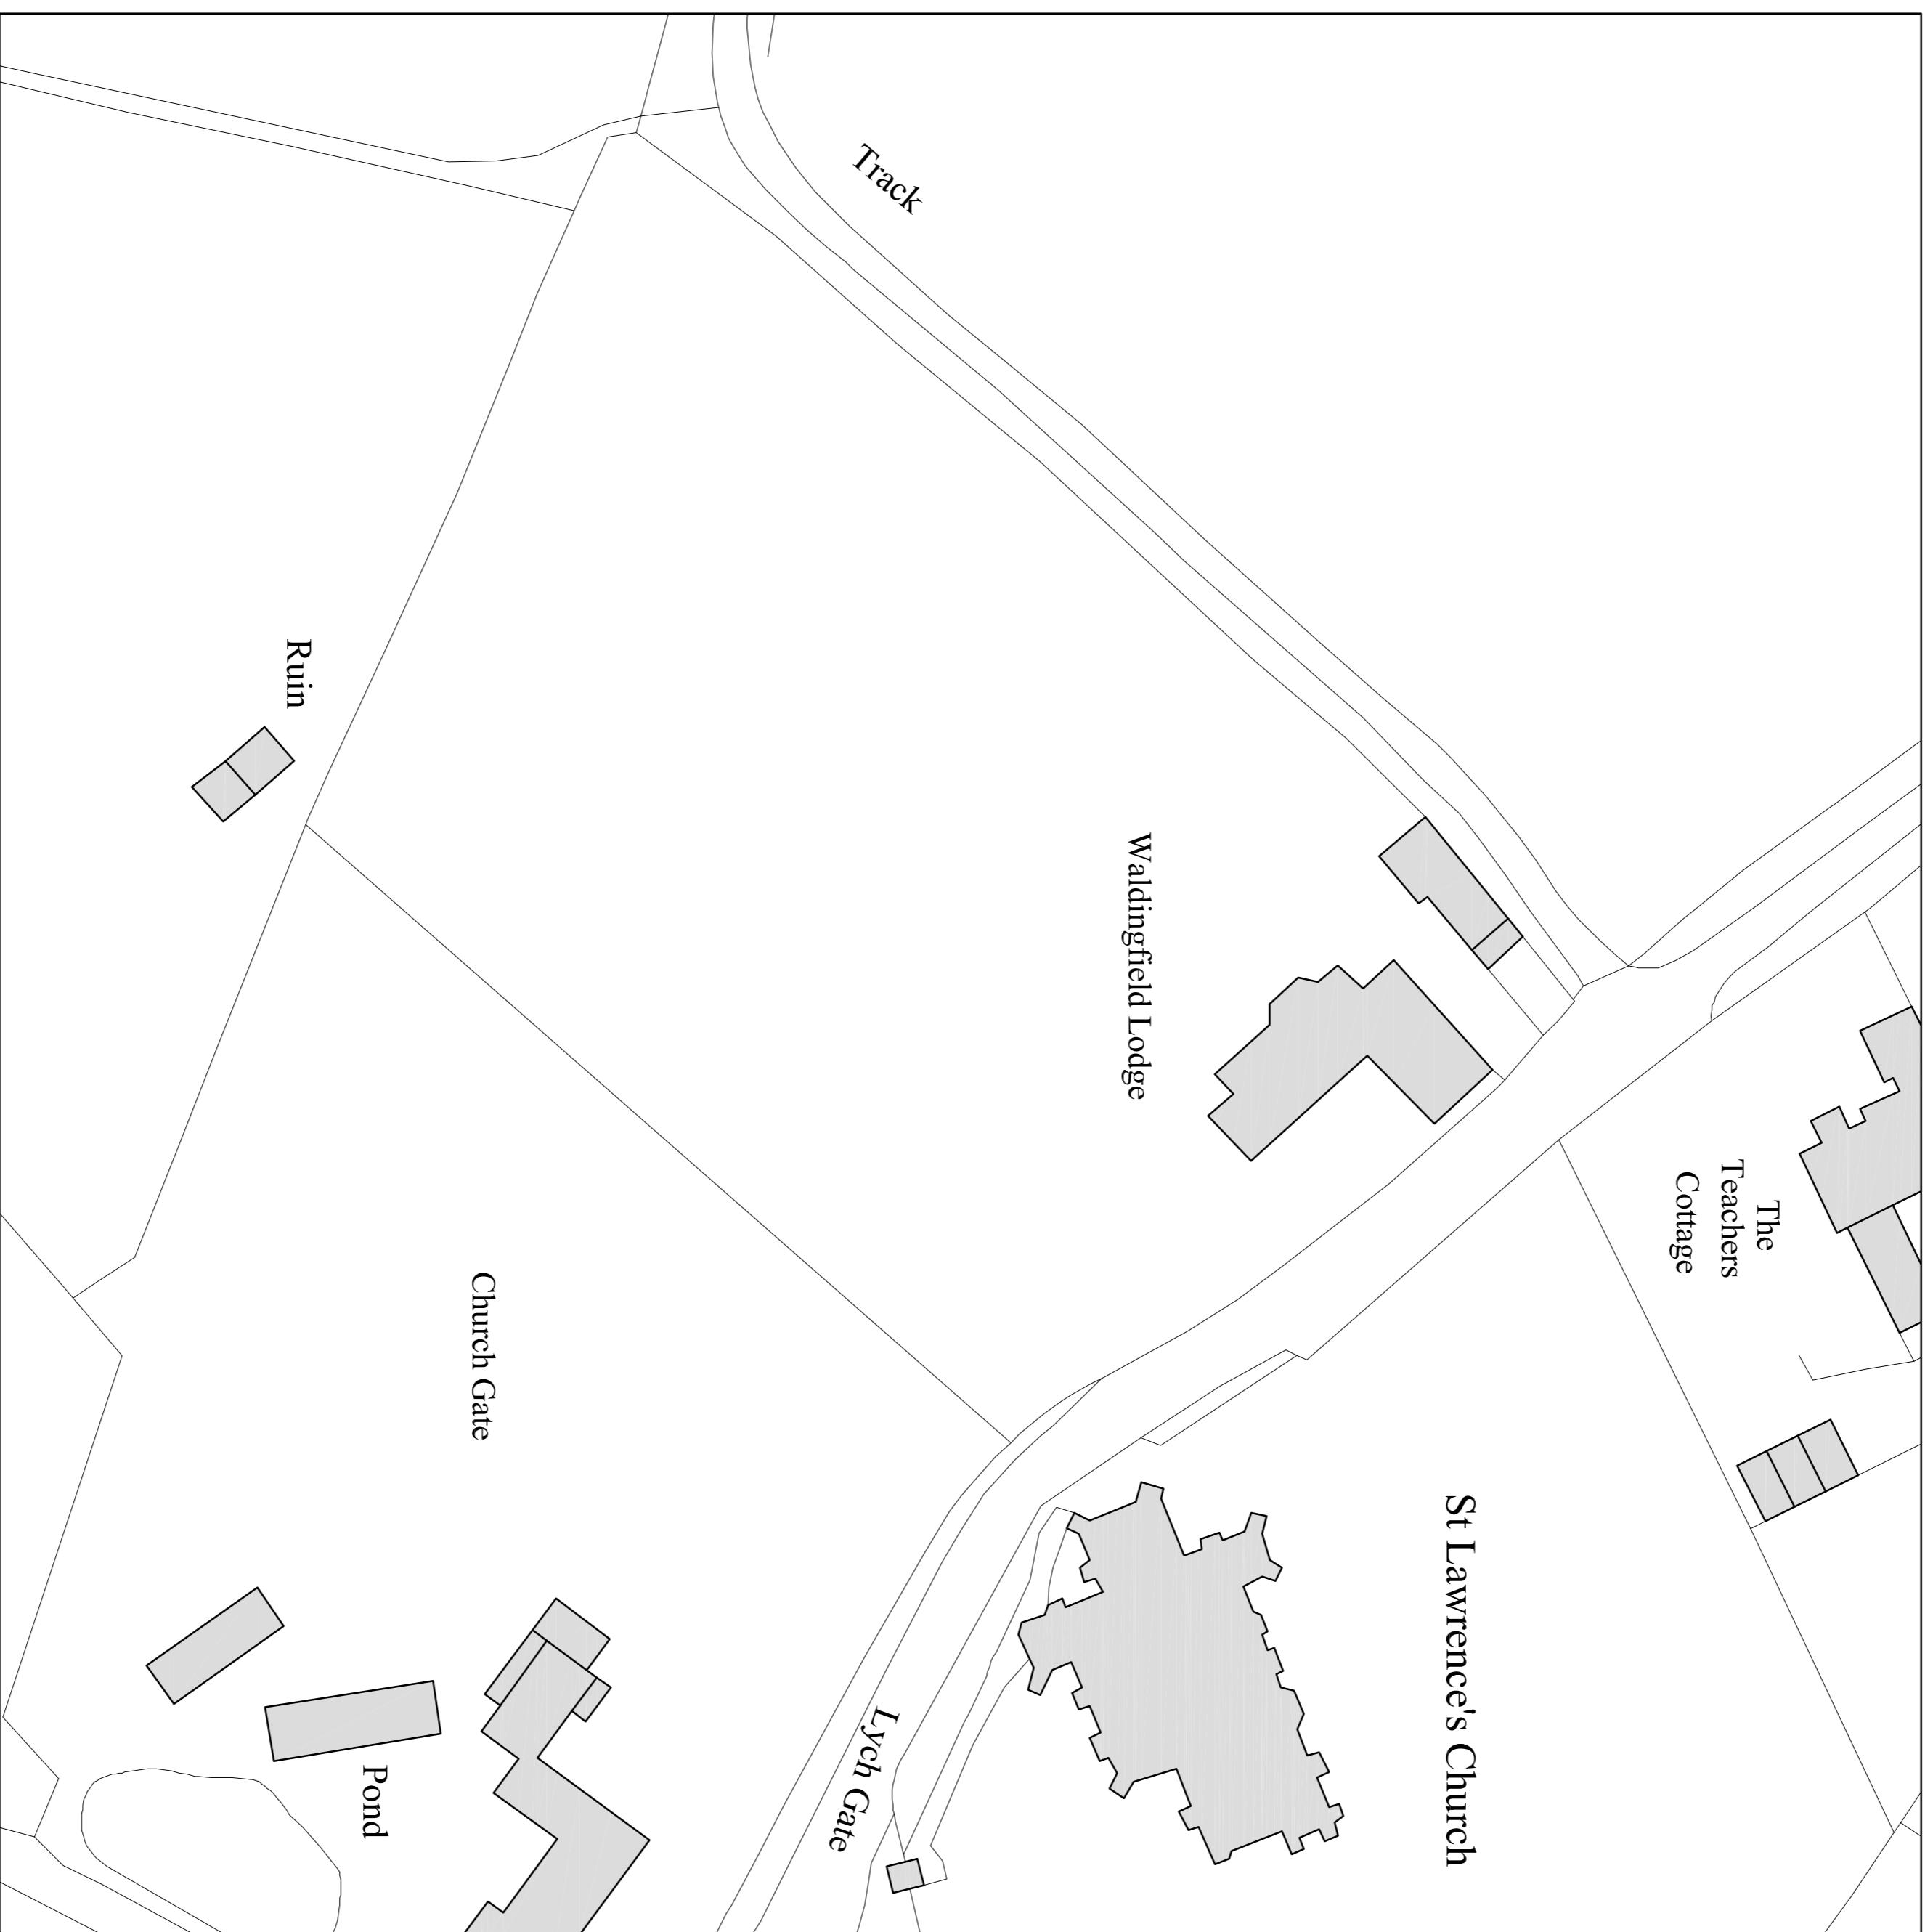 Track
The
Teachers
Cottage
Waldingfield Lodge
Ruin
St Lawrence's Church
Church Gate
Lych Gate
Pond